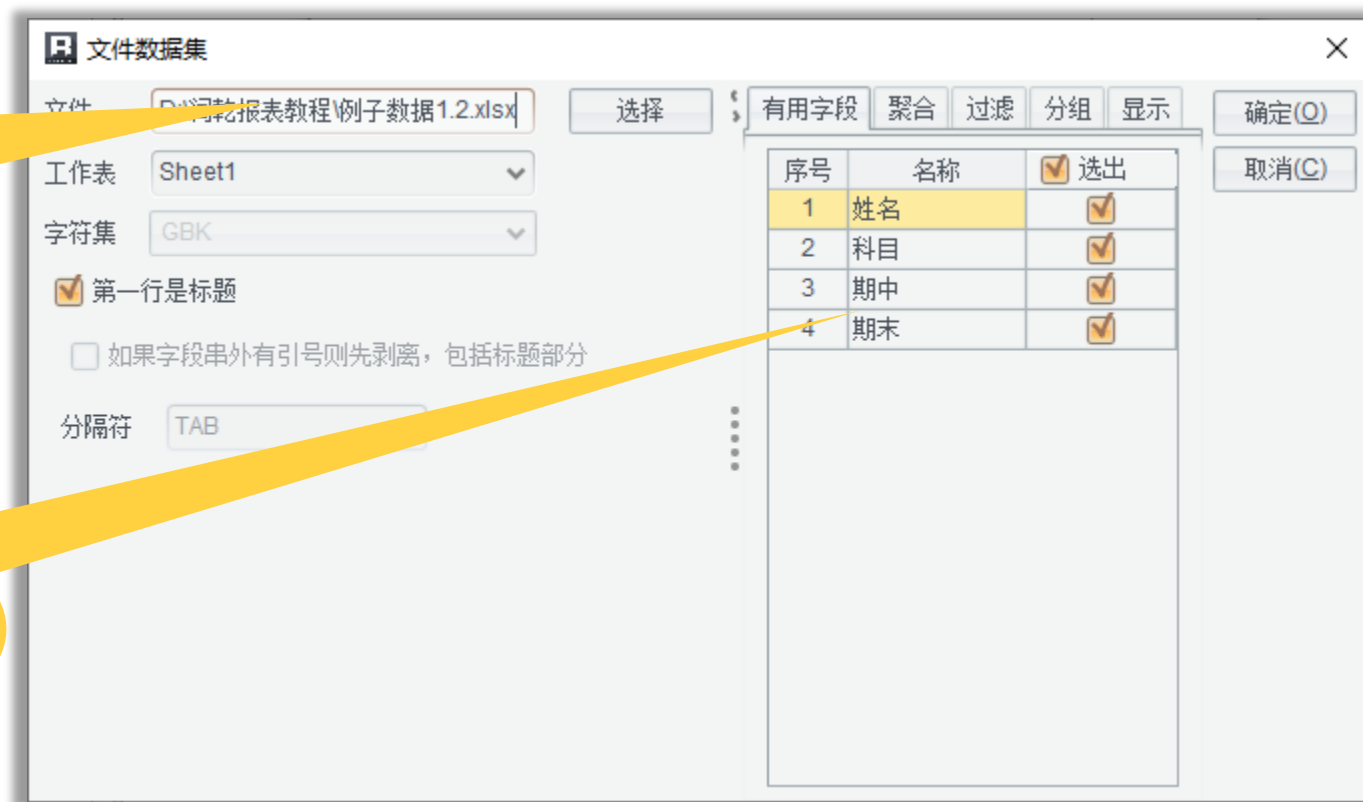 文件数据集
文件 D:\润乾报表教程\例子数据1.2.xlsx 选择
工作表 Sheet1
字符集 GBK
第一行是标题
如果字段串外有引号则先剥离，包括标题部分
分隔符 TAB
有用字段 聚合 过滤 分组 显示
序号 名称 选出
1 姓名
2 科目
3 期中
4 期末
确定(O)
取消(C)